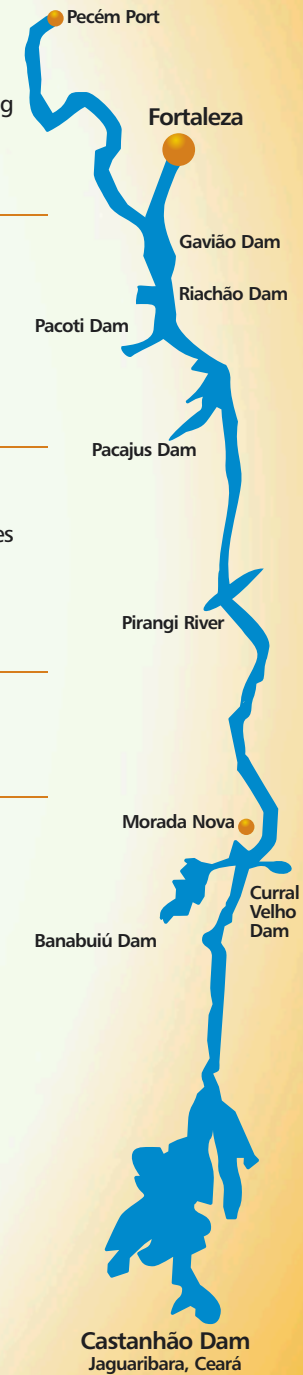 Pecém Port
g
Fortaleza
Gavião Dam
Riachão Dam
Pacoti Dam
Pacajus Dam
es
Pirangi River
Morada Nova
Curral
Velho
Dam
Banabuiú Dam
Castanhão Dam
Jaguaribara, Ceará